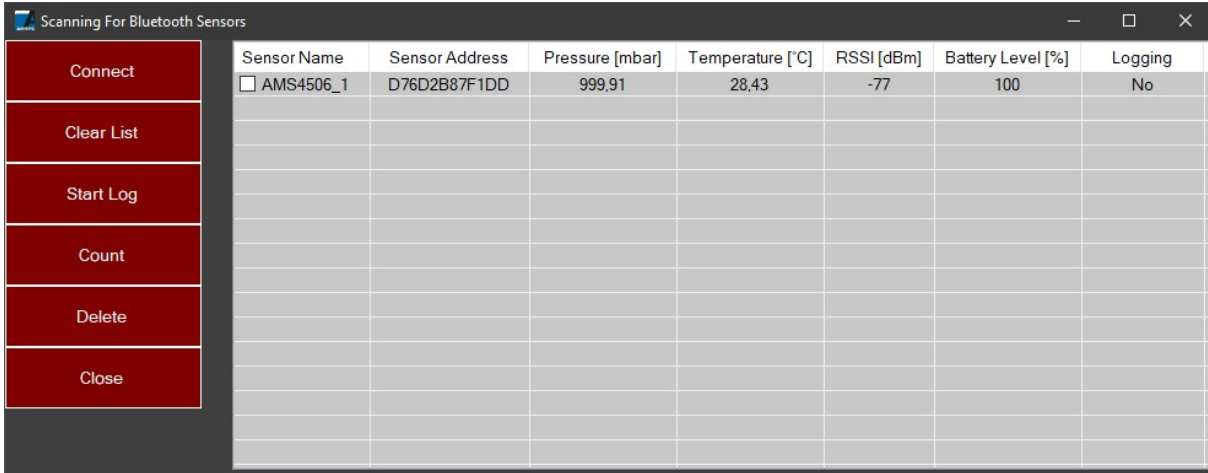 Scanning For Bluetooth Sensors
Connect
Clear List
Start Log
Count
Delete
Close
Sensor Name Sensor Address Pressure [mbar] Temperature [°C] RSSI [dBm] Battery Level [%] Logging
AMS4506_1 D76D2B87F1DD 999,91 28,43 -77 100 No